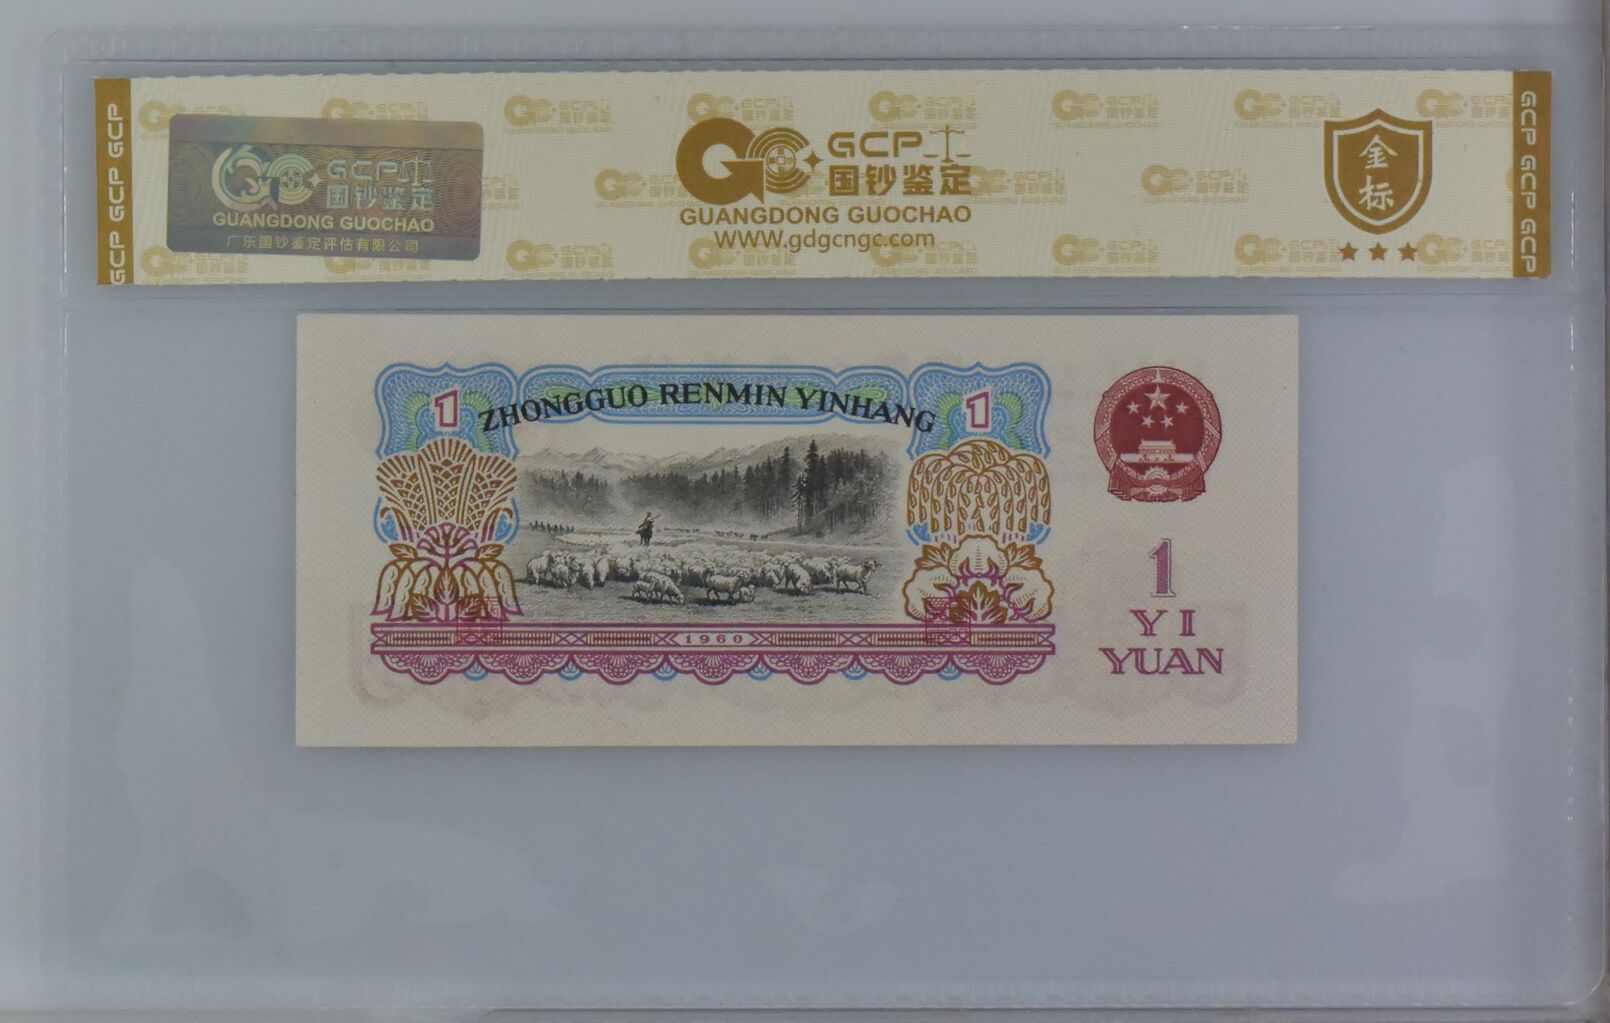 GCP GCP GCP
GCP
国钞鉴定
GUANGDONG GUOCHAO
广东国钞鉴定评估有限公司
GCP
国钞鉴定
GUANGDONG GUOCHAO
WWW.gdgcngc.com
金
标
GCP GCP GCP
1
ZHONGGUO RENMIN YINHANG
1
1960
1
YI
YUAN